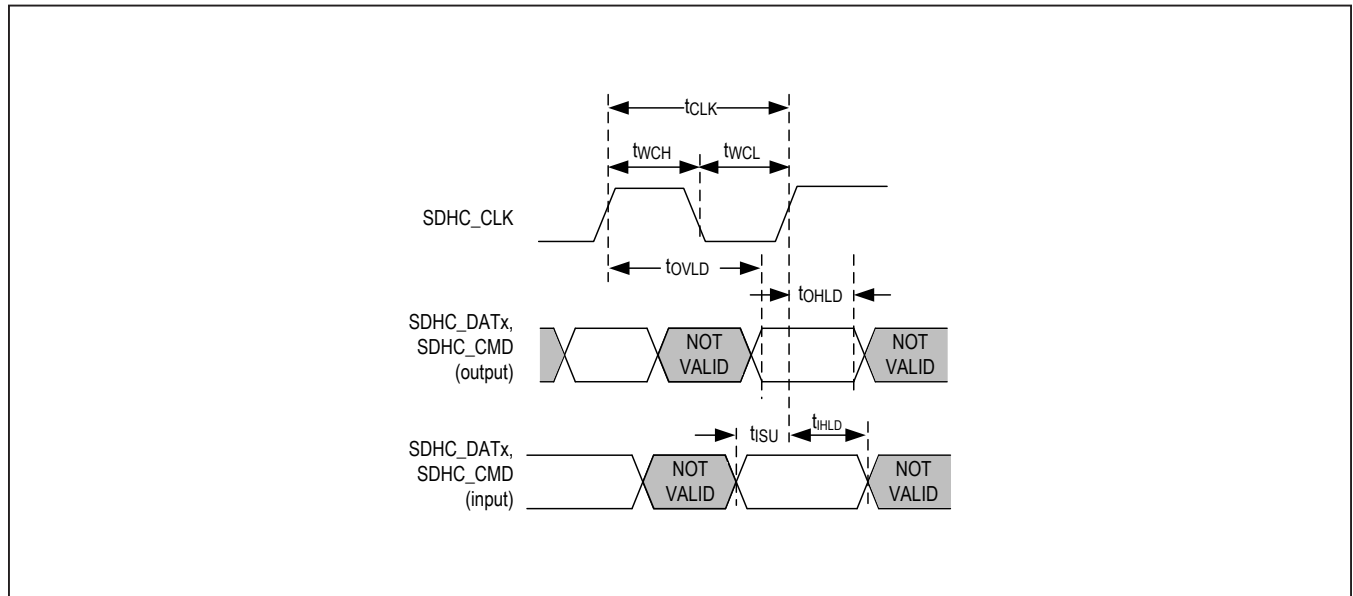 tCLK
tWCH
tWCL
SDHC_CLK
tOVLD
tOHLD
SDHC_DATx,
SDHC_CMD
(output)
NOT
VALID
NOT
VALID
tISU
tIHLD
SDHC_DATx,
SDHC_CMD
(input)
NOT
VALID
NOT
VALID